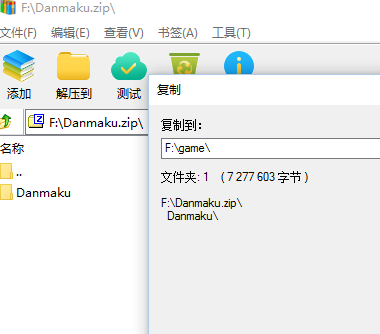 F:\Danmaku.zip\
文件(F) 编辑(E) 查看(V) 书签(A) 工具(T)
添加 解压到 测试
F:\Danmaku.zip\
名称
..
Danmaku
复制
复制到：
F:\game\
文件夹: 1 ( 7 277 603 字节 )
F:\Danmaku.zip\
Danmaku\